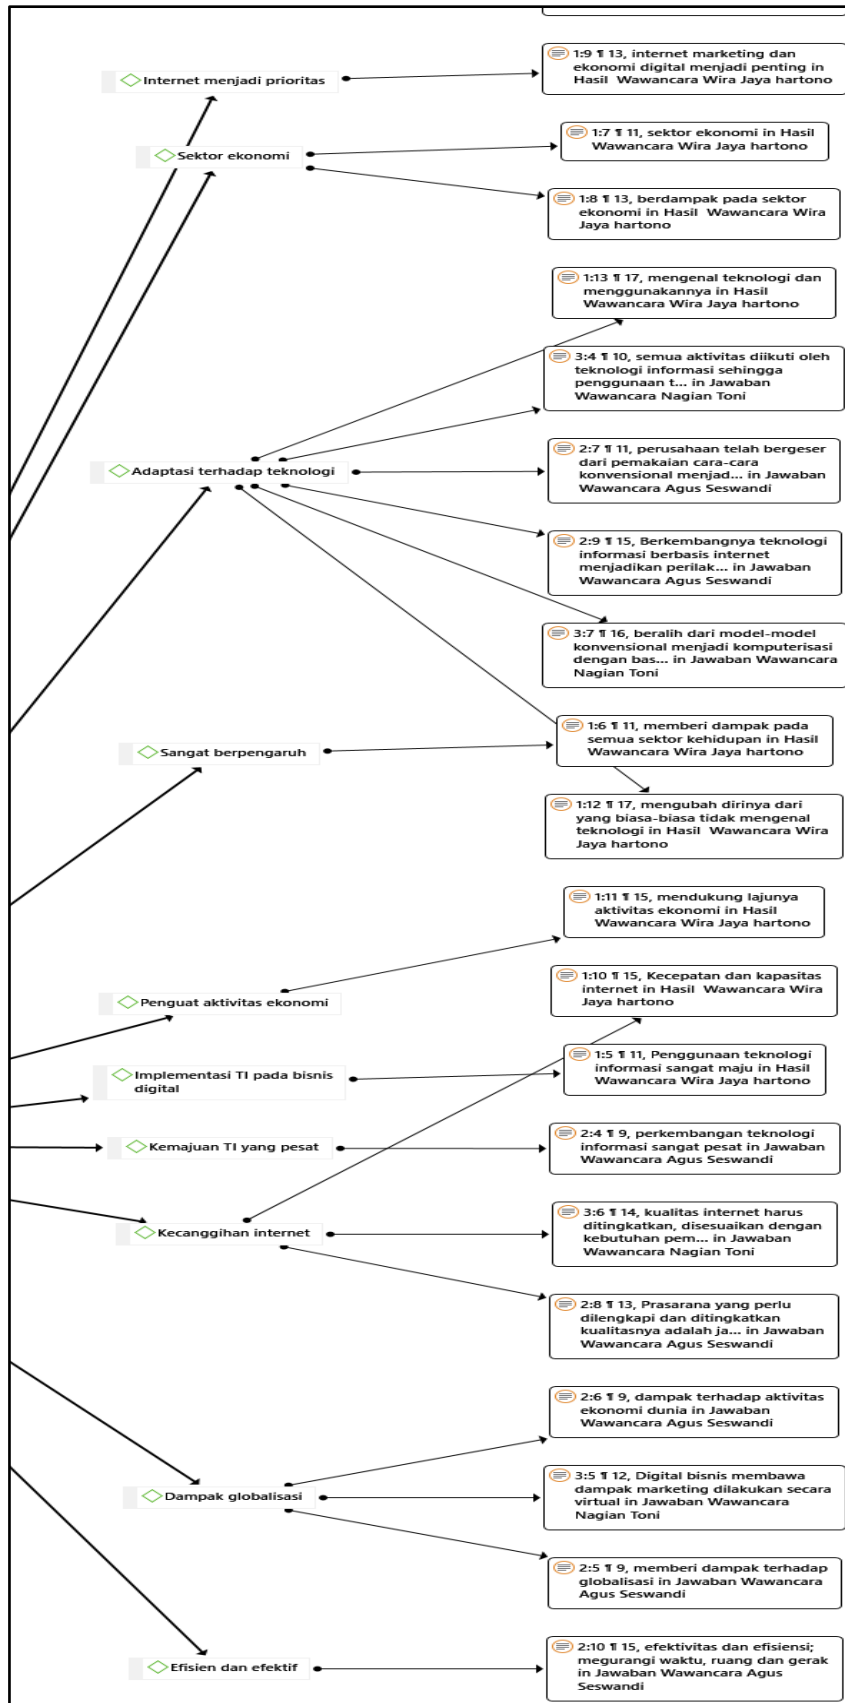 1:9 ¶ 13, internet marketing dan
ekonomi digital menjadi penting in
Hasil Wawancara Wira Jaya hartono
Internet menjadi prioritas
1:7 ¶ 11, sektor ekonomi in Hasil
Wawancara Wira Jaya hartono
Sektor ekonomi
1:8 ¶ 13, berdampak pada sektor
ekonomi in Hasil Wawancara Wira
Jaya hartono
1:13 ¶ 17, mengenal teknologi dan
menggunakannya in Hasil
Wawancara Wira Jaya hartono
3:4 ¶ 10, semua aktivitas diikuti oleh
teknologi informasi sehingga
penggunaan t... in Jawaban
Wawancara Nagian Toni
Adaptasi terhadap teknologi
2:7 ¶ 11, perusahaan telah bergeser
dari pemakaian cara-cara
konvensional menjad... in Jawaban
Wawancara Agus Seswandi
2:9 ¶ 15, Berkembangnya teknologi
informasi berbasis internet
menjadikan perilak... in Jawaban
Wawancara Agus Seswandi
3:7 ¶ 16, beralih dari model-model
konvensional menjadi komputerisasi
dengan bas... in Jawaban Wawancara
Nagian Toni
Sangat berpengaruh
1:6 ¶ 11, memberi dampak pada
semua sektor kehidupan in Hasil
Wawancara Wira Jaya hartono
1:12 ¶ 17, mengubah dirinya dari
yang biasa-biasa tidak mengenal
teknologi in Hasil Wawancara Wira
Jaya hartono
1:11 ¶ 15, mendukung lajunya
aktivitas ekonomi in Hasil
Wawancara Wira Jaya hartono
Penguat aktivitas ekonomi
1:10 ¶ 15, Kecepatan dan kapasitas
internet in Hasil Wawancara Wira
Jaya hartono
Implementasi TI pada bisnis
digital
1:5 ¶ 11, Penggunaan teknologi
informasi sangat maju in Hasil
Wawancara Wira Jaya hartono
Kemajuan TI yang pesat
2:4 ¶ 9, perkembangan teknologi
informasi sangat pesat in Jawaban
Wawancara Agus Seswandi
Kecanggihan internet
3:6 ¶ 14, kualitas internet harus
ditingkatkan, disesuaikan dengan
kebutuhan pem... in Jawaban
Wawancara Nagian Toni
2:8 ¶ 13, Prasarana yang perlu
dilengkapi dan ditingkatkan
kualitasnya adalah ja... in Jawaban
Wawancara Agus Seswandi
2:6 ¶ 9, dampak terhadap aktivitas
ekonomi dunia in Jawaban
Wawancara Agus Seswandi
Dampak globalisasi
3:5 ¶ 12, Digital bisnis membawa
dampak marketing dilakukan secara
virtual in Jawaban Wawancara
Nagian Toni
2:5 ¶ 9, memberi dampak terhadap
globalisasi in Jawaban Wawancara
Agus Seswandi
Efisien dan efektif
2:10 ¶ 15, efektivitas dan efisiensi;
megurangi waktu, ruang dan gerak
in Jawaban Wawancara Agus
Seswandi